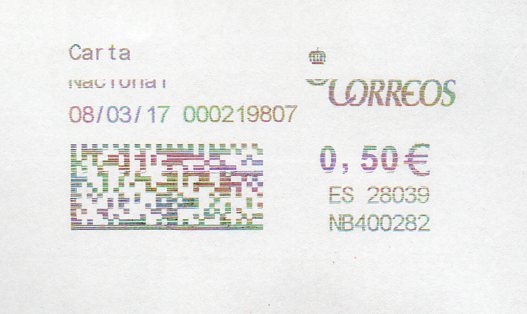 Carta
Nacional
08/03/17 000219807
CORREOS
0,50€
ES 28039
NB400282